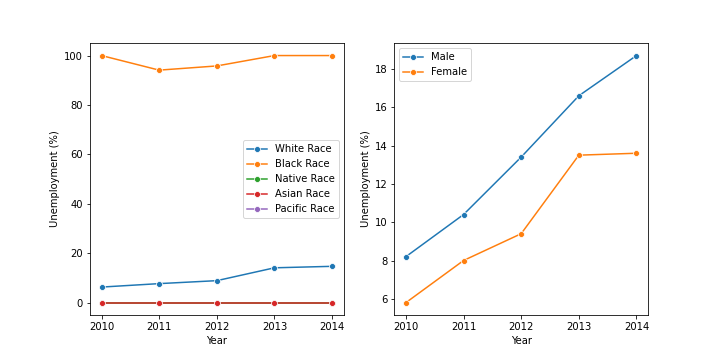 100
80
60
40
20
0
Unemployment (%)
White Race
Black Race
Native Race
Asian Race
Pacific Race
2010 2011 2012 2013 2014
Year
18
16
14
12
10
8
6
Unemployment (%)
Male
Female
2010 2011 2012 2013 2014
Year